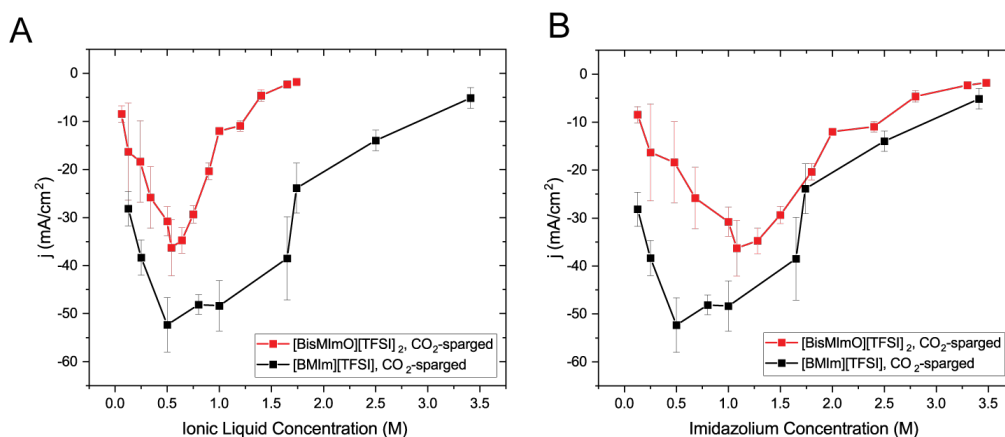 A
0
-10
-20
-30
-40
-50
-60
j (mA/cm²)
0.0 0.5 1.0 1.5 2.0 2.5 3.0 3.5
Ionic Liquid Concentration (M)
[BisMImO][TFSI]₂, CO₂-sparged
[BMIm][TFSI], CO₂-sparged
B
0
-10
-20
-30
-40
-50
-60
j (mA/cm²)
0.0 0.5 1.0 1.5 2.0 2.5 3.0 3.5
Imidazolium Concentration (M)
[BisMImO][TFSI]₂, CO₂-sparged
[BMIm][TFSI], CO₂-sparged